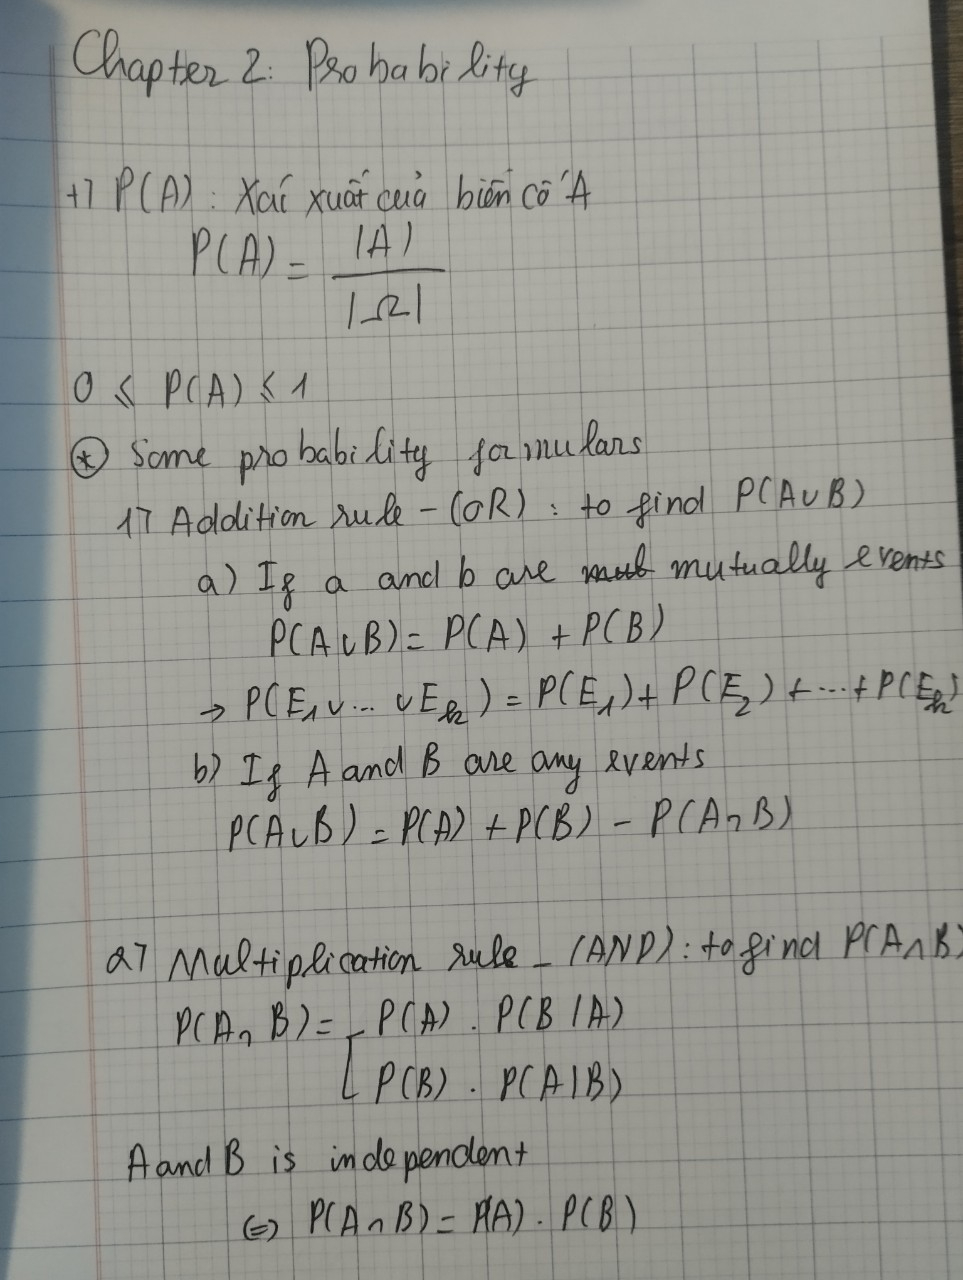 Chapter 2: Probability
+] P(A): Xác xuất của biến cố A
P(A) = |A| / |Ω|
0 ≤ P(A) ≤ 1
⊛ Some probability formulars
1] Addition rule - (OR) : to find P(A∪B)
a) If a and b are mutually events
P(A∪B) = P(A) + P(B)
→ P(E₁∪...∪Eₖ) = P(E₁) + P(E₂) + ... + P(Eₖ)
b) If A and B are any events
P(A∪B) = P(A) + P(B) - P(A∩B)
2] Multiplication rule - (AND): to find P(A∩B)
P(A∩B) = [ P(A) . P(B|A)
P(B) . P(A|B)
A and B is independent
⇔ P(A∩B) = P(A) . P(B)